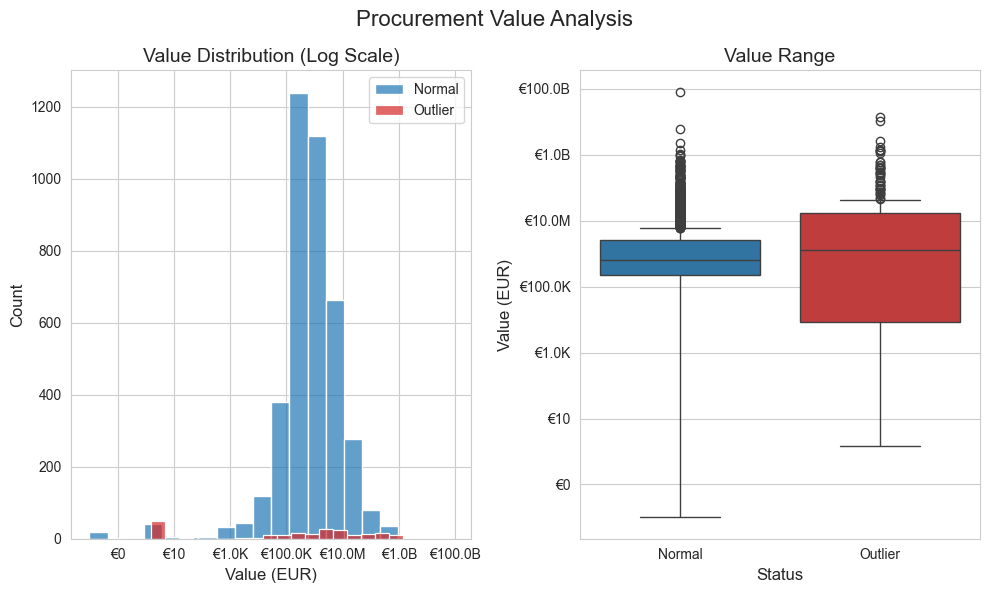 Procurement Value Analysis
Value Distribution (Log Scale)
Normal
Outlier
1200
1000
800
600
400
200
0
Count
€0 €10 €1.0K €100.0K €10.0M €1.0B €100.0B
Value (EUR)
Value Range
€100.0B
€1.0B
€10.0M
€100.0K
€1.0K
€10
€0
Value (EUR)
Normal Outlier
Status